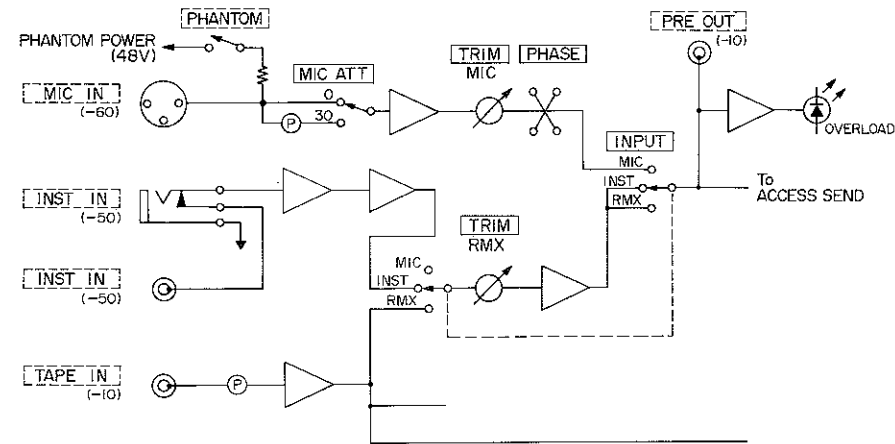 PHANTOM
PHANTOM POWER
(48V)
MIC IN
(-60)
MIC ATT
0
30
P
TRIM
MIC
PHASE
PRE OUT
(-10)
OVERLOAD
INPUT
MIC
INST
RMX
To
ACCESS SEND
INST IN
(-50)
TRIM
RMX
INST IN
(-50)
MIC
INST
RMX
TAPE IN
(-10)
P